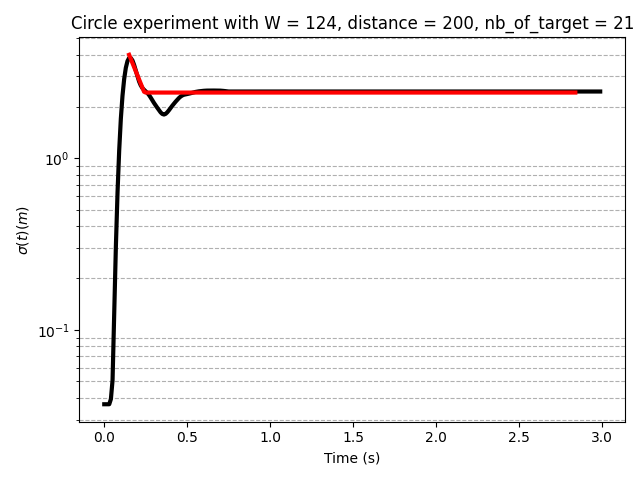 Circle experiment with W = 124, distance = 200, nb_of_target = 21
σ(t)(m)
10⁰
10⁻¹
0.0 0.5 1.0 1.5 2.0 2.5 3.0
Time (s)